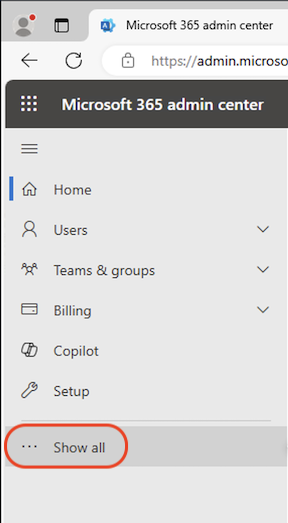 Microsoft 365 admin center
https://admin.microso
Microsoft 365 admin center
Home
Users
Teams & groups
Billing
Copilot
Setup
Show all